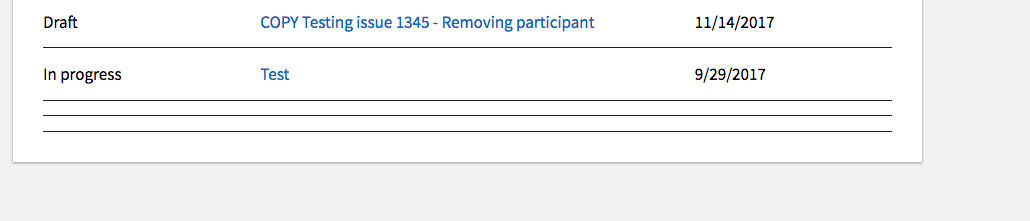 Draft COPY Testing issue 1345 - Removing participant 11/14/2017
In progress Test 9/29/2017